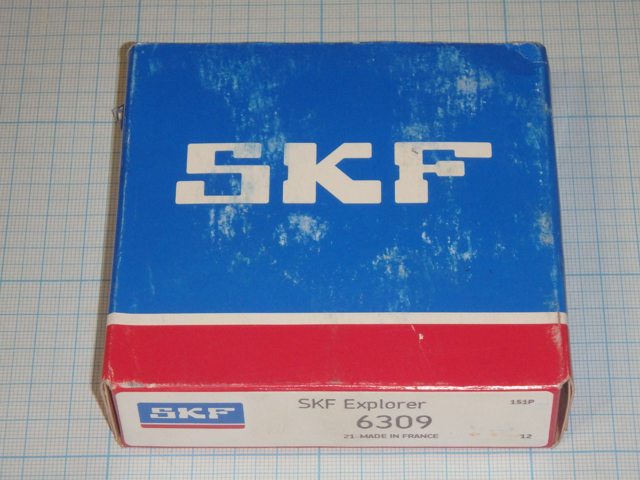 SKF
SKF
SKF Explorer
151P
6309
21-MADE IN FRANCE
12